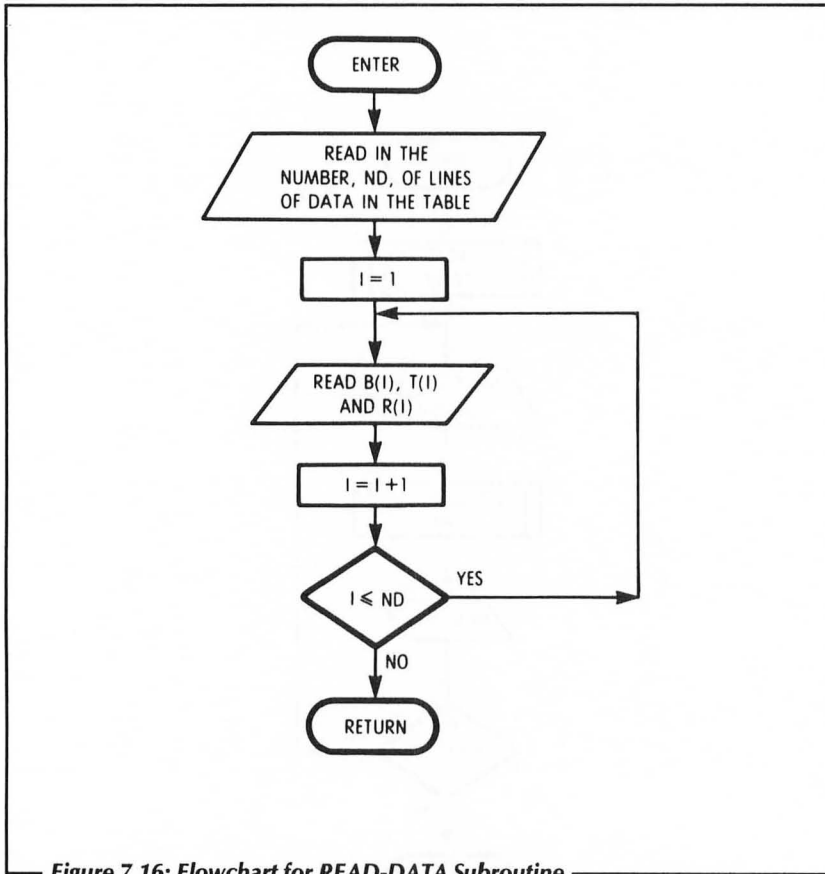 ENTER
READ IN THE
NUMBER, ND, OF LINES
OF DATA IN THE TABLE
I = 1
READ B(I), T(I)
AND R(I)
I = I + 1
I ≤ ND
YES
NO
RETURN
Figure 7.16: Flowchart for READ-DATA Subroutine